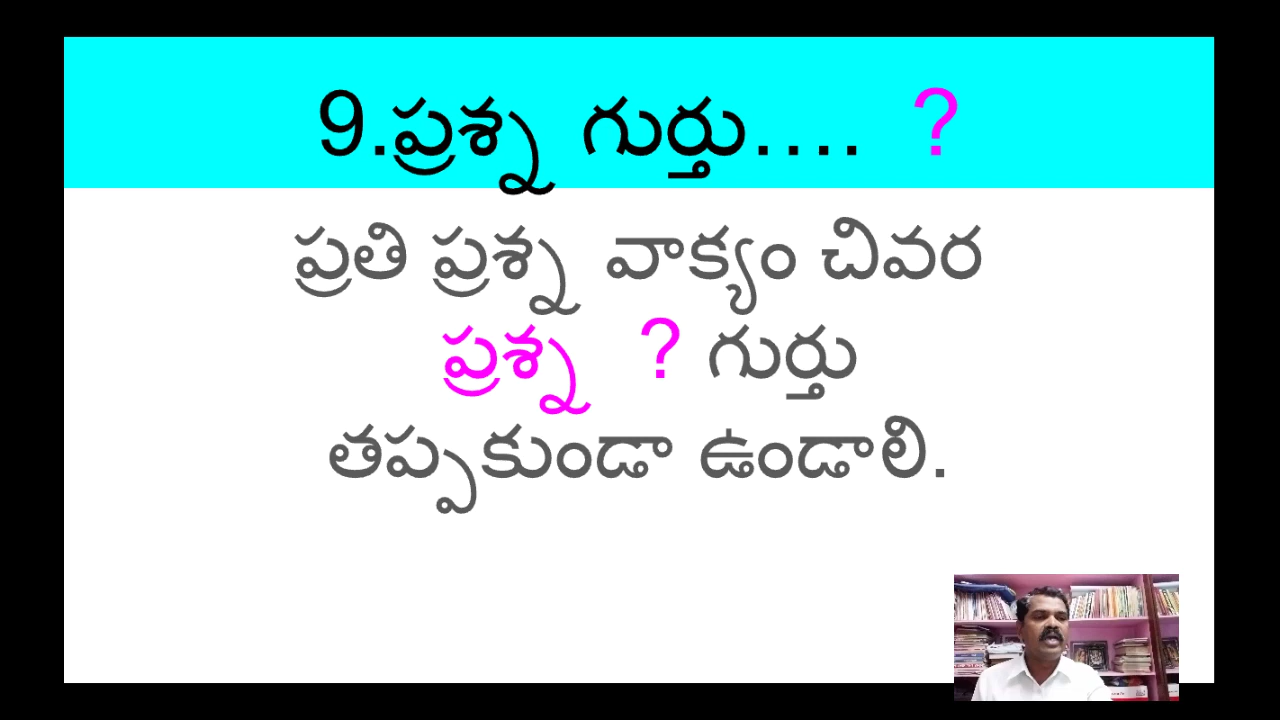 9.ప్రశ్న గుర్తు.... ?
ప్రతి ప్రశ్న వాక్యం చివర
ప్రశ్న ? గుర్తు
తప్పకుండా ఉండాలి.